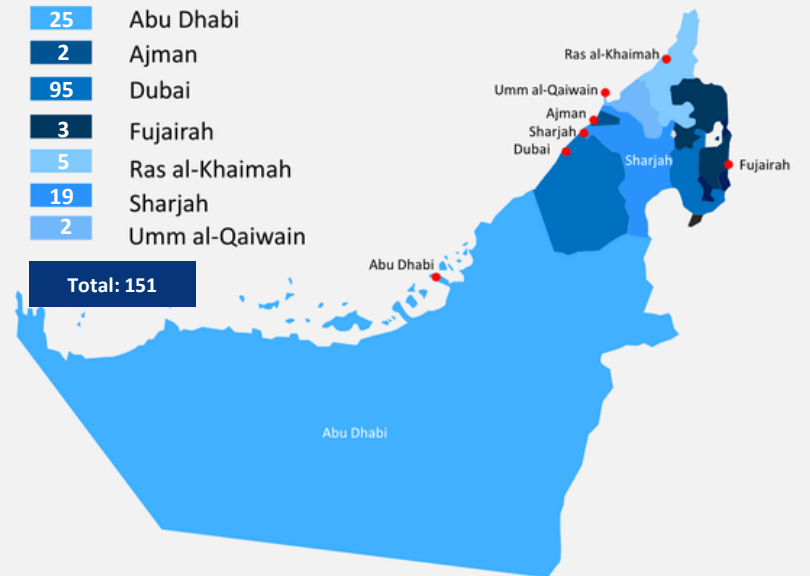 25 Abu Dhabi
2 Ajman
95 Dubai
3 Fujairah
5 Ras al-Khaimah
19 Sharjah
2 Umm al-Qaiwain
Total: 151
Ras al-Khaimah
Umm al-Qaiwain
Ajman
Sharjah
Dubai
Sharjah
Fujairah
Abu Dhabi
Abu Dhabi